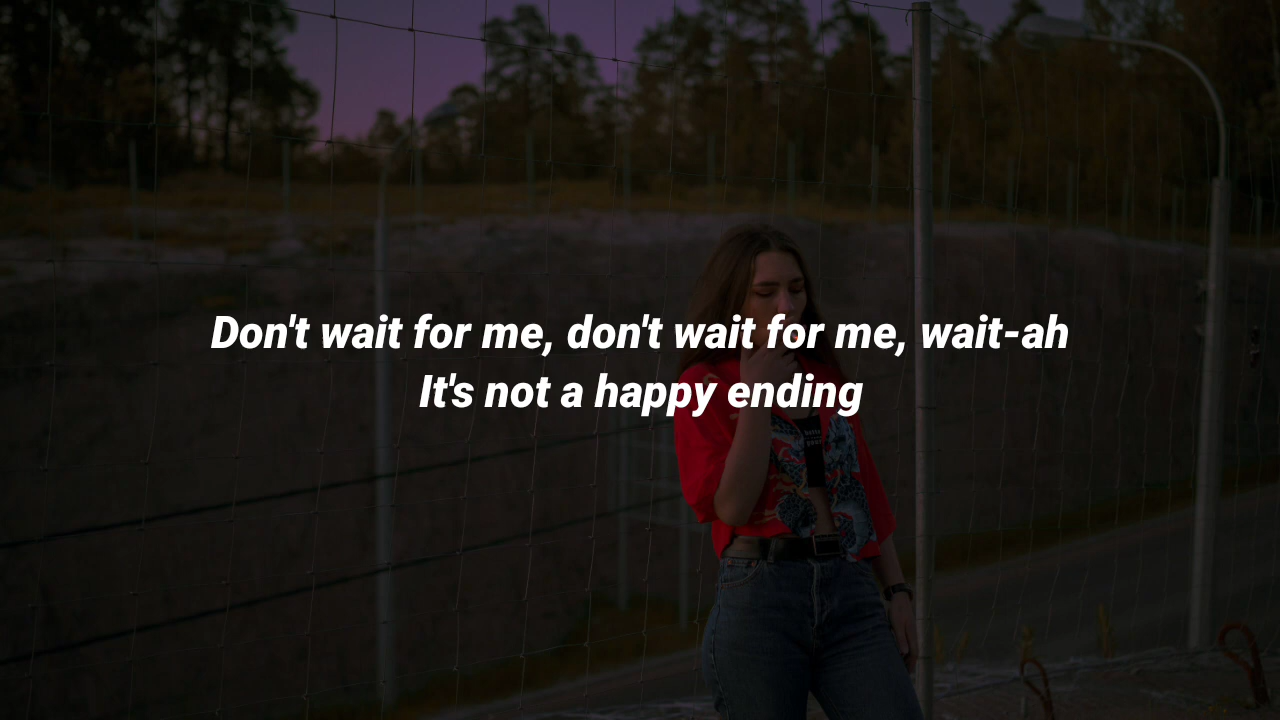 Don't wait for me, don't wait for me, wait-ah
It's not a happy ending